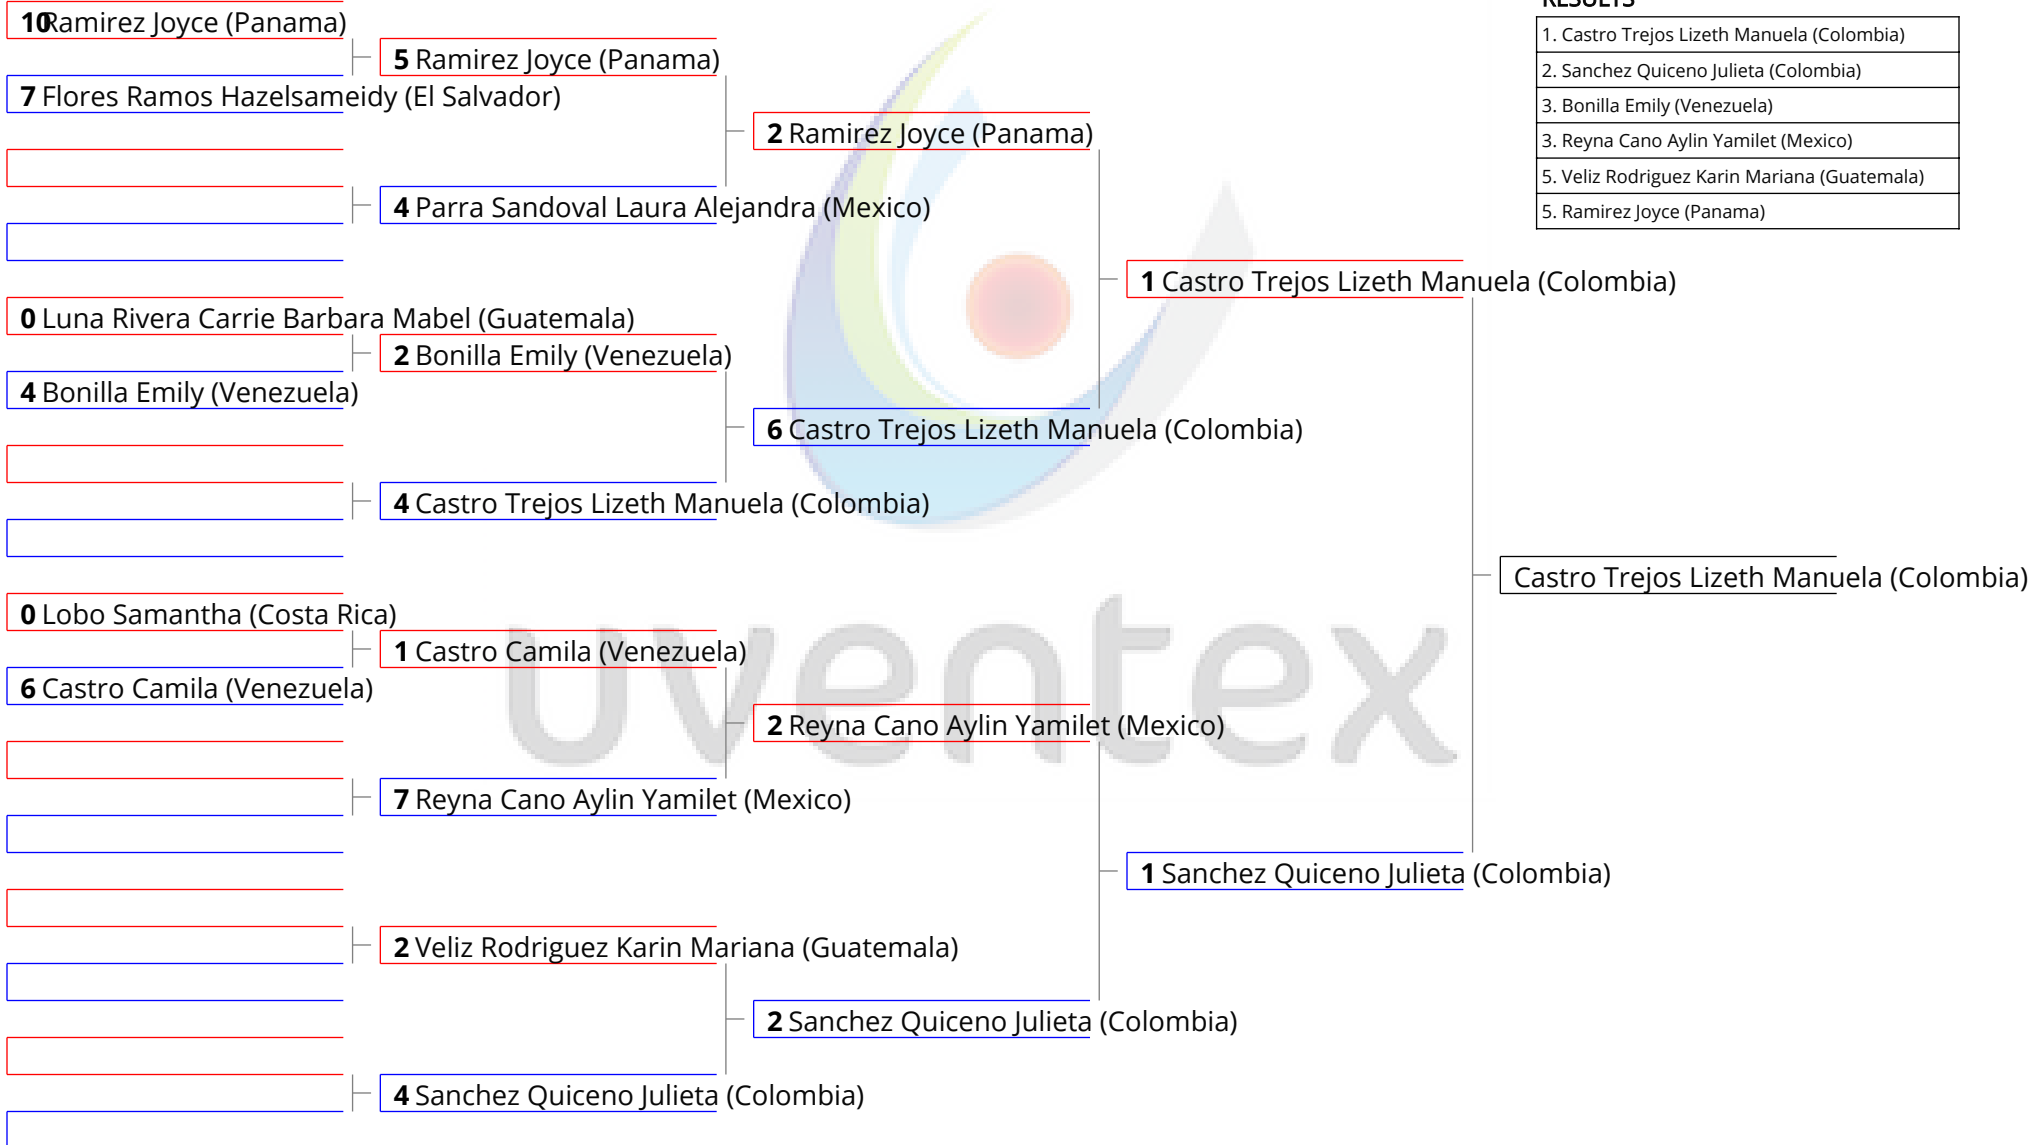 RESULTS
1. Castro Trejos Lizeth Manuela (Colombia)
2. Sanchez Quiceno Julieta (Colombia)
3. Bonilla Emily (Venezuela)
3. Reyna Cano Aylin Yamilet (Mexico)
5. Veliz Rodriguez Karin Mariana (Guatemala)
5. Ramirez Joyce (Panama)
10 Ramirez Joyce (Panama)
5 Ramirez Joyce (Panama)
7 Flores Ramos Hazelsameidy (El Salvador)
2 Ramirez Joyce (Panama)
4 Parra Sandoval Laura Alejandra (Mexico)
1 Castro Trejos Lizeth Manuela (Colombia)
0 Luna Rivera Carrie Barbara Mabel (Guatemala)
2 Bonilla Emily (Venezuela)
4 Bonilla Emily (Venezuela)
6 Castro Trejos Lizeth Manuela (Colombia)
4 Castro Trejos Lizeth Manuela (Colombia)
Castro Trejos Lizeth Manuela (Colombia)
0 Lobo Samantha (Costa Rica)
1 Castro Camila (Venezuela)
6 Castro Camila (Venezuela)
uventex
2 Reyna Cano Aylin Yamilet (Mexico)
7 Reyna Cano Aylin Yamilet (Mexico)
1 Sanchez Quiceno Julieta (Colombia)
2 Veliz Rodriguez Karin Mariana (Guatemala)
2 Sanchez Quiceno Julieta (Colombia)
4 Sanchez Quiceno Julieta (Colombia)